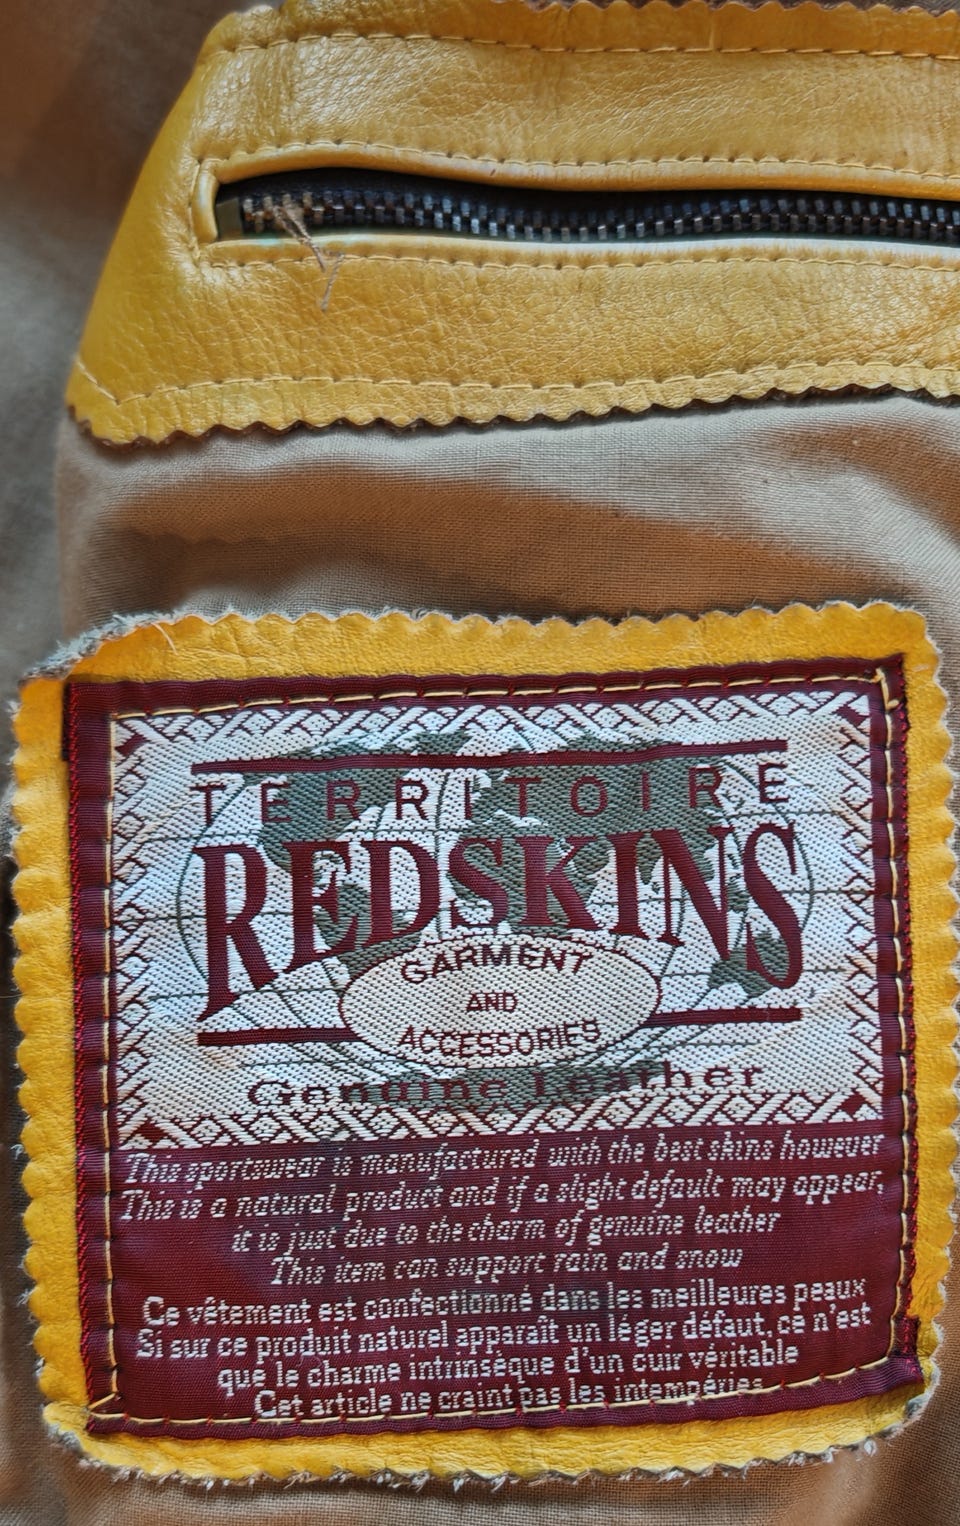 TERRITOIRE
REDSKINS
GARMENT
AND
ACCESSORIES
Genuine Leather
This sportswear is manufactured with the best skins however
This is a natural product and if a slight default may appear,
it is just due to the charm of genuine leather
This item can support rain and snow
Ce vêtement est confectionné dans les meilleures peaux
Si sur ce produit naturel apparaît un léger défaut, ce n'est
que le charme intrinsèque d'un cuir véritable
Cet article ne craint pas les intempéries